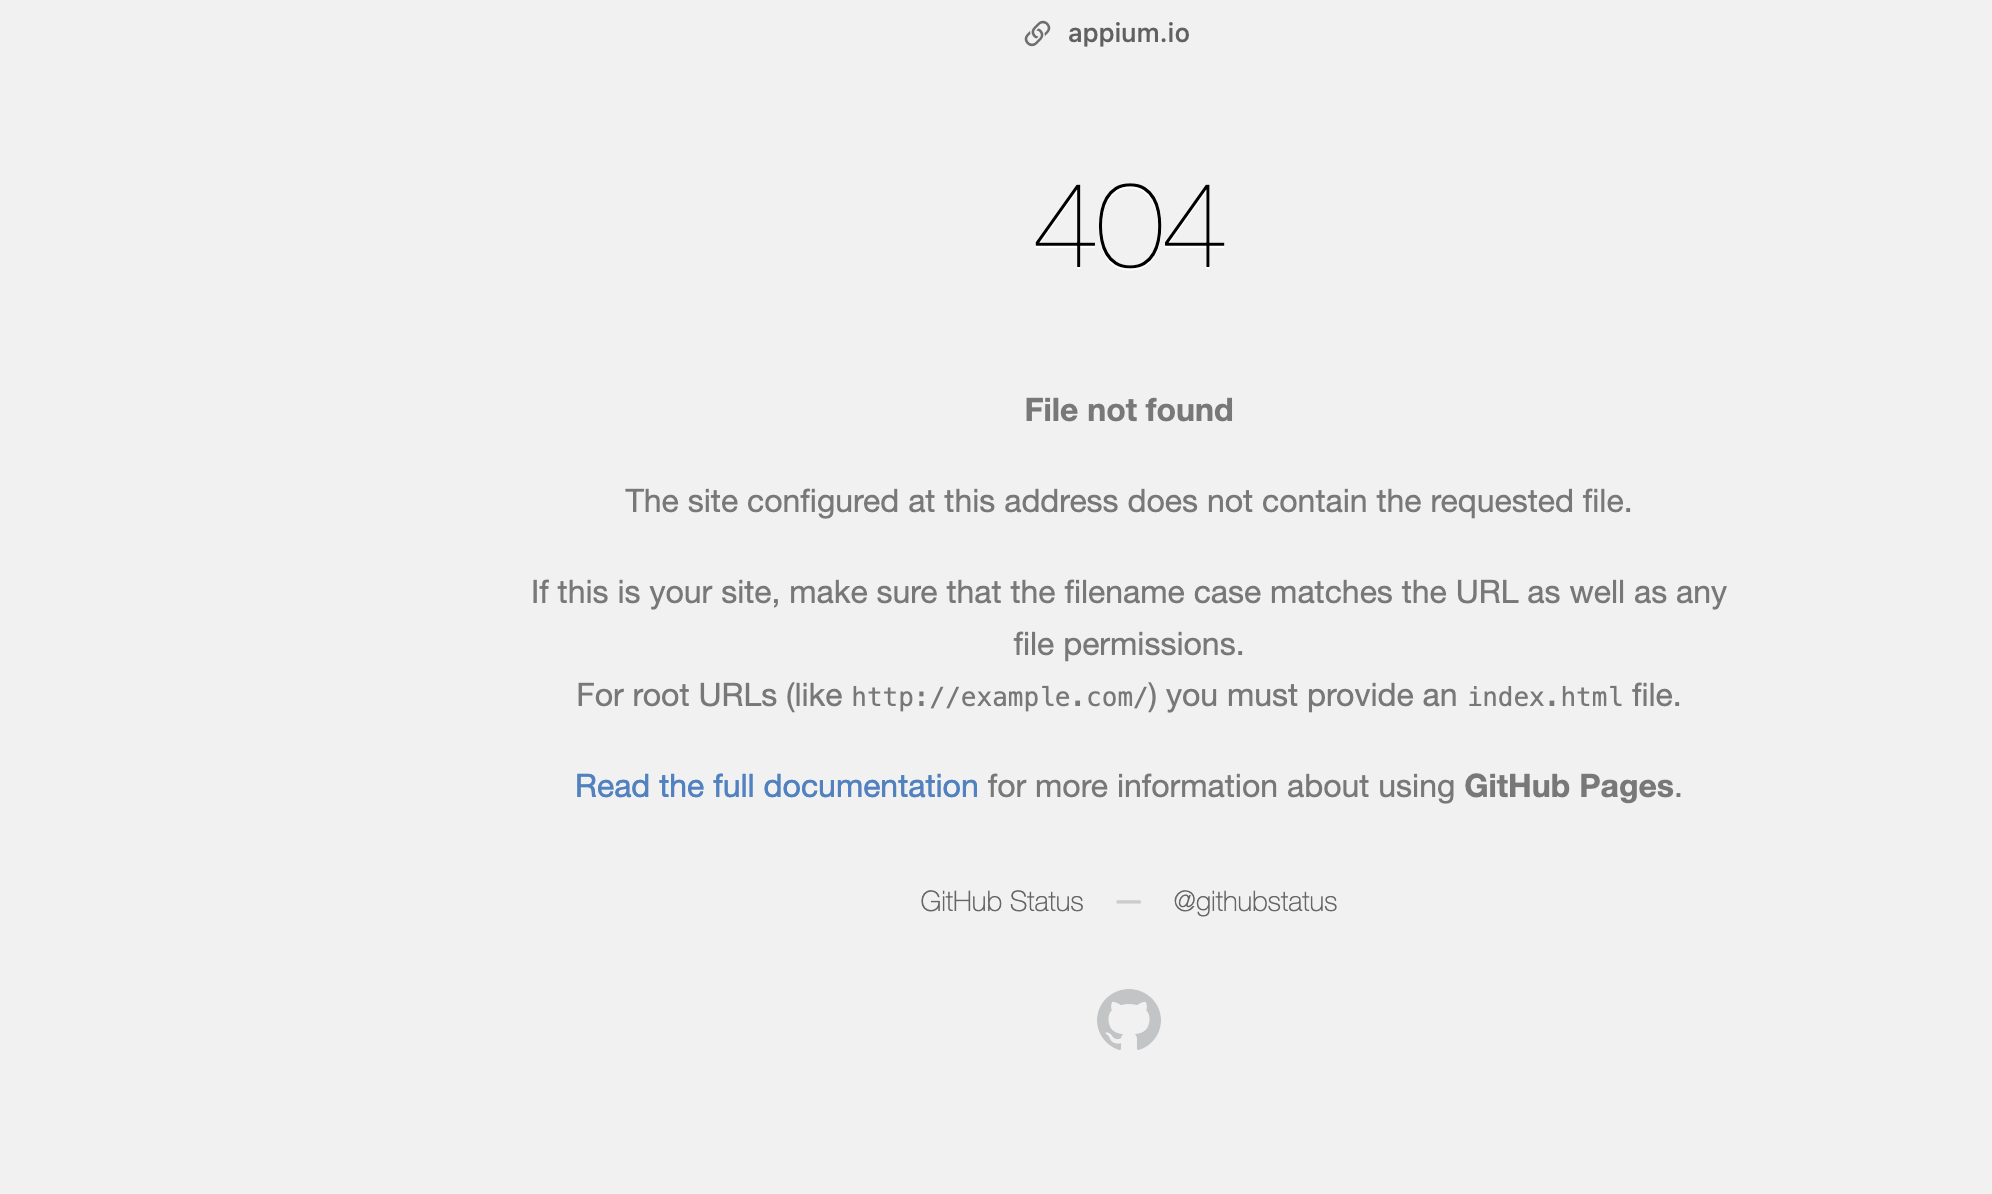 appium.io
404
File not found
The site configured at this address does not contain the requested file.
If this is your site, make sure that the filename case matches the URL as well as any
file permissions.
For root URLs (like http://example.com/) you must provide an index.html file.
Read the full documentation for more information about using GitHub Pages.
GitHub Status — @githubstatus